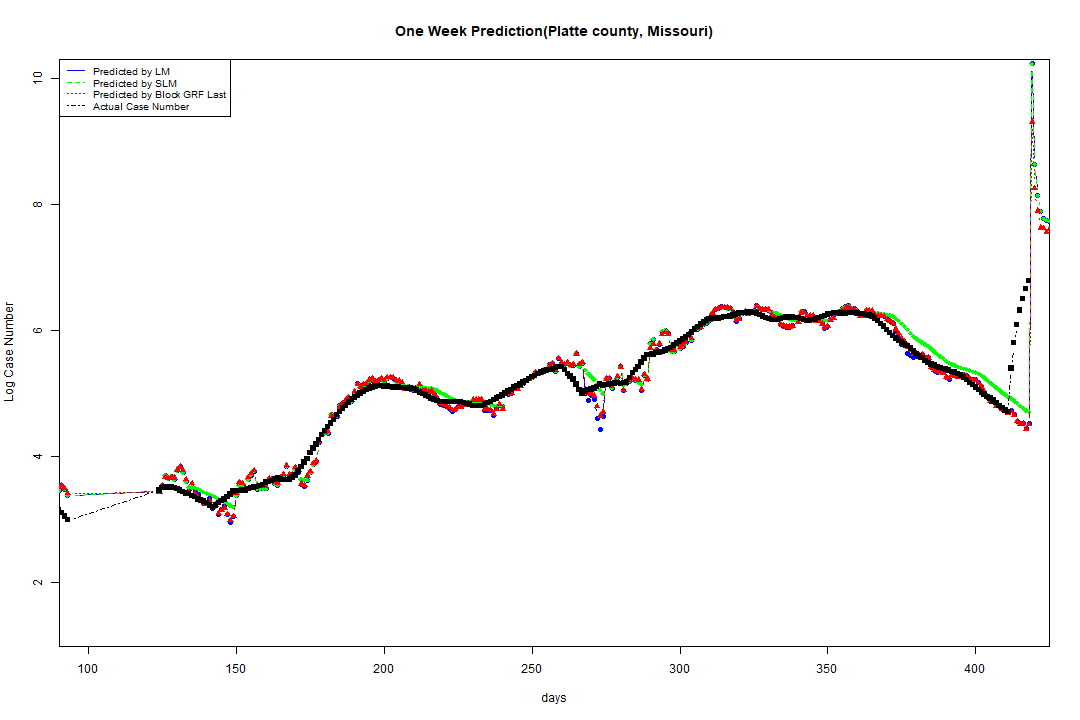 One Week Prediction(Platte county, Missouri)
Predicted by LM
Predicted by SLM
Predicted by Block GRF Last
Actual Case Number
10
8
6
4
2
Log Case Number
100 150 200 250 300 350 400
days